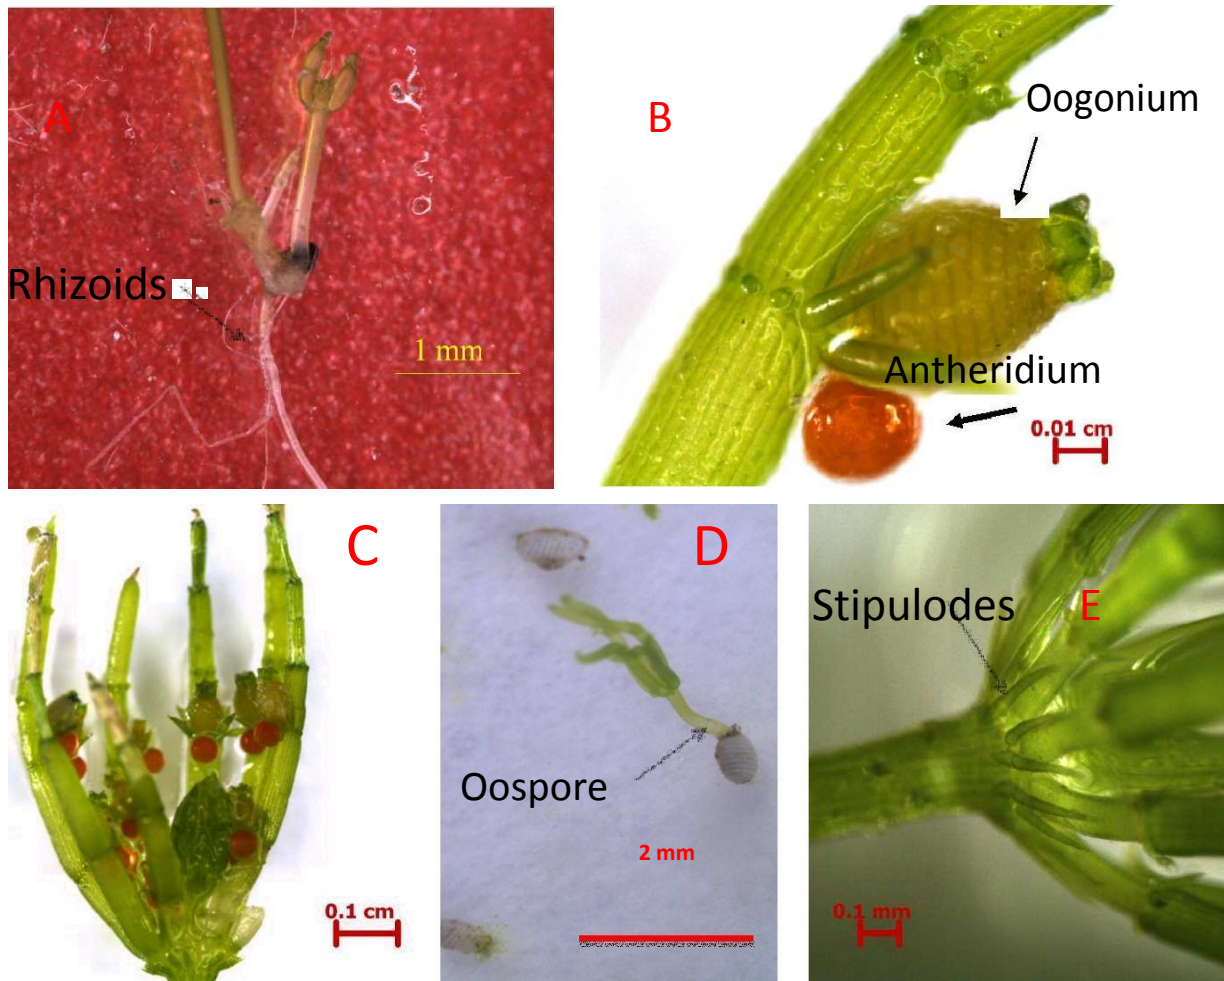 A
Rhizoids
1 mm
B
Oogonium
Antheridium
0.01 cm
C
0.1 cm
D
Oospore
2 mm
Stipulodes
E
0.1 mm